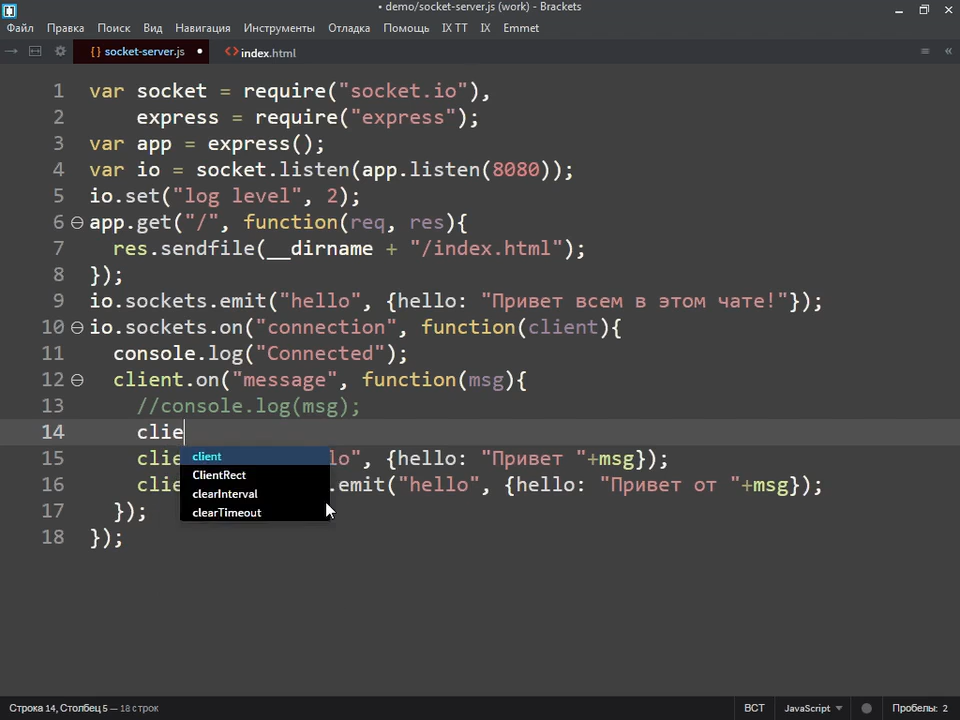 • demo/socket-server.js (work) - Brackets
Файл Правка Поиск Вид Навигация Инструменты Отладка Помощь IX TT IX Emmet
{ } socket-server.js • <> index.html
1 var socket = require("socket.io"),
2 express = require("express");
3 var app = express();
4 var io = socket.listen(app.listen(8080));
5 io.set("log level", 2);
6 app.get("/", function(req, res){
7 res.sendfile(__dirname + "/index.html");
8 });
9 io.sockets.emit("hello", {hello: "Привет всем в этом чате!"});
10 io.sockets.on("connection", function(client){
11 console.log("Connected");
12 client.on("message", function(msg){
13 //console.log(msg);
14 clie
15 clie lo", {hello: "Привет "+msg});
16 clie .emit("hello", {hello: "Привет от "+msg});
17 });
18 });
client
ClientRect
clearInterval
clearTimeout
Строка 14, Столбец 5 — 18 строк ВСТ JavaScript Пробелы: 2